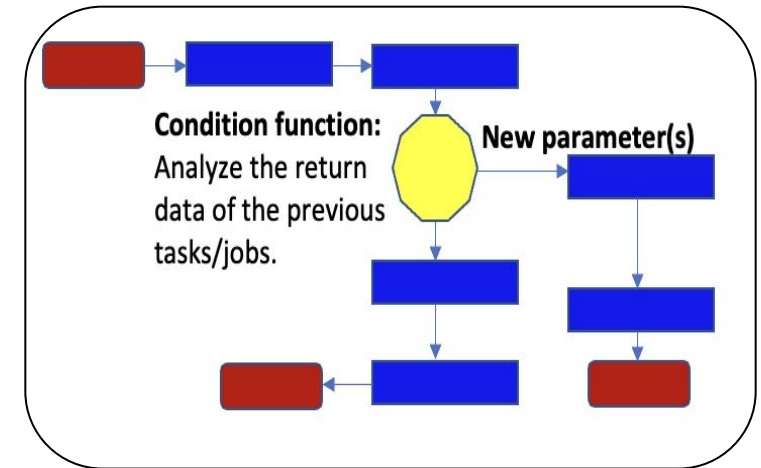 Condition function:
New parameter(s)
Analyze the return
data of the previous
tasks/jobs.